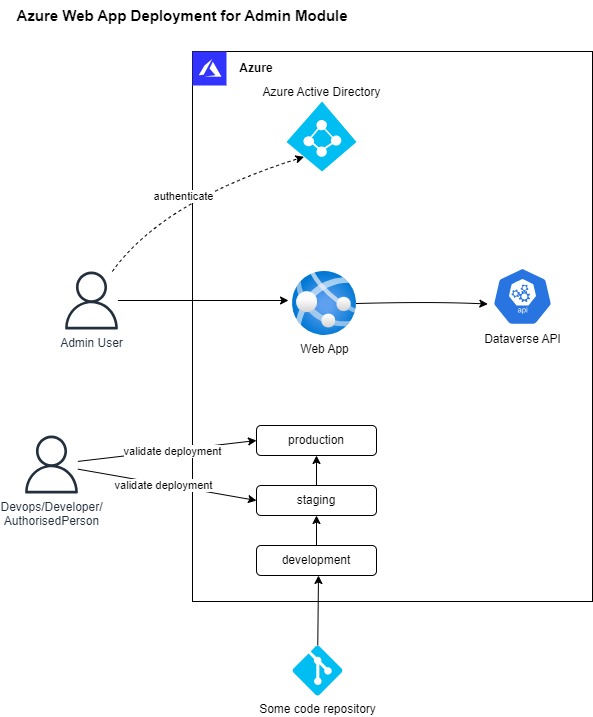 Azure Web App Deployment for Admin Module
Azure
Azure Active Directory
authenticate
Admin User
Web App
api
Dataverse API
production
validate deployment
validate deployment
staging
Devops/Developer/
AuthorisedPerson
development
Some code repository